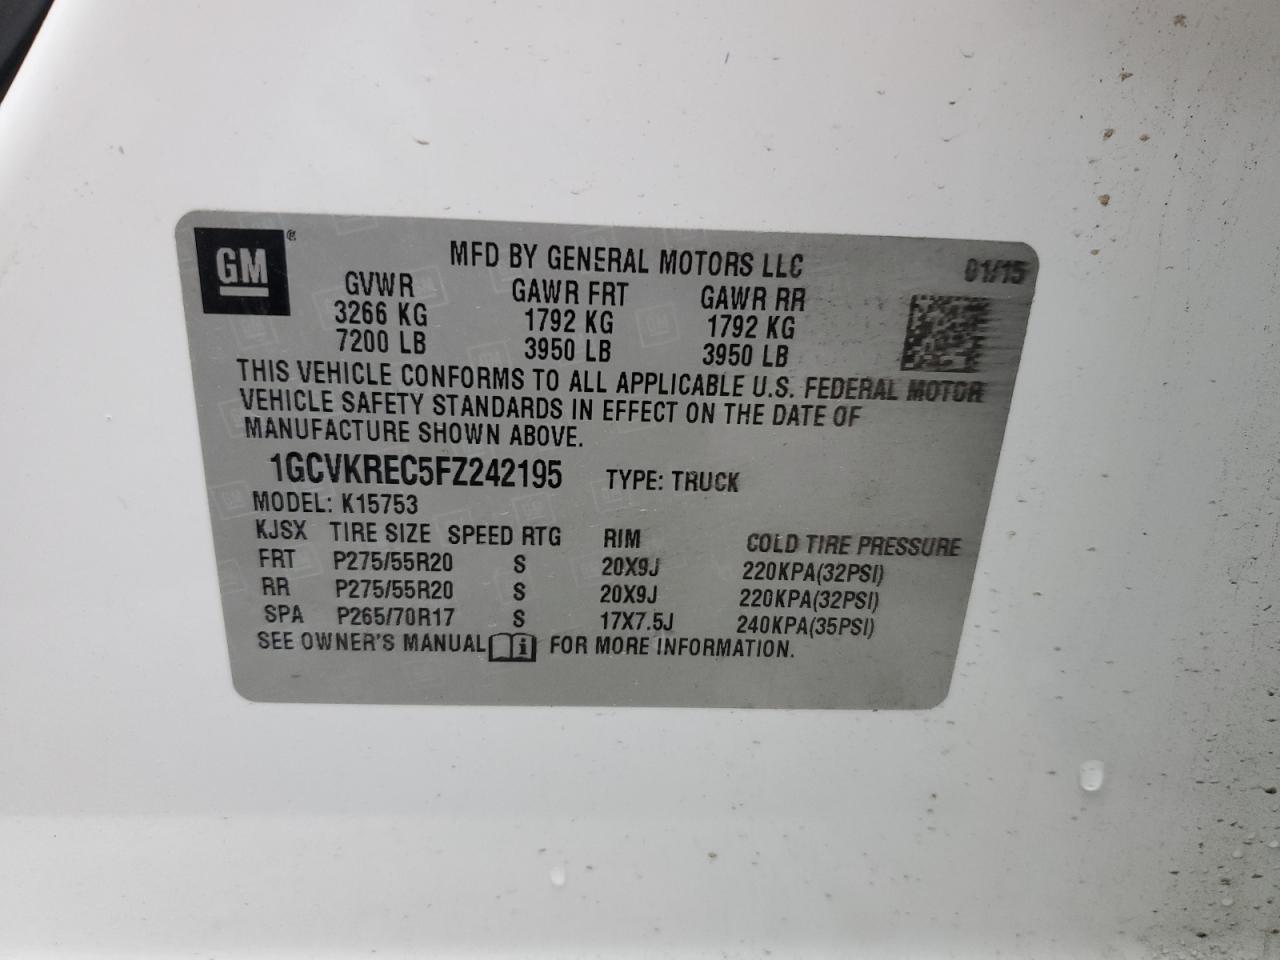 GM®
MFD BY GENERAL MOTORS LLC 01/15
GVWR GAWR FRT GAWR RR
3266 KG 1792 KG 1792 KG
7200 LB 3950 LB 3950 LB
THIS VEHICLE CONFORMS TO ALL APPLICABLE U.S. FEDERAL MOTOR
VEHICLE SAFETY STANDARDS IN EFFECT ON THE DATE OF
MANUFACTURE SHOWN ABOVE.
1GCVKREC5FZ242195 TYPE: TRUCK
MODEL: K15753
KJSX TIRE SIZE SPEED RTG RIM COLD TIRE PRESSURE
FRT P275/55R20 S 20X9J 220KPA(32PSI)
RR P275/55R20 S 20X9J 220KPA(32PSI)
SPA P265/70R17 S 17X7.5J 240KPA(35PSI)
SEE OWNER'S MANUAL i FOR MORE INFORMATION.